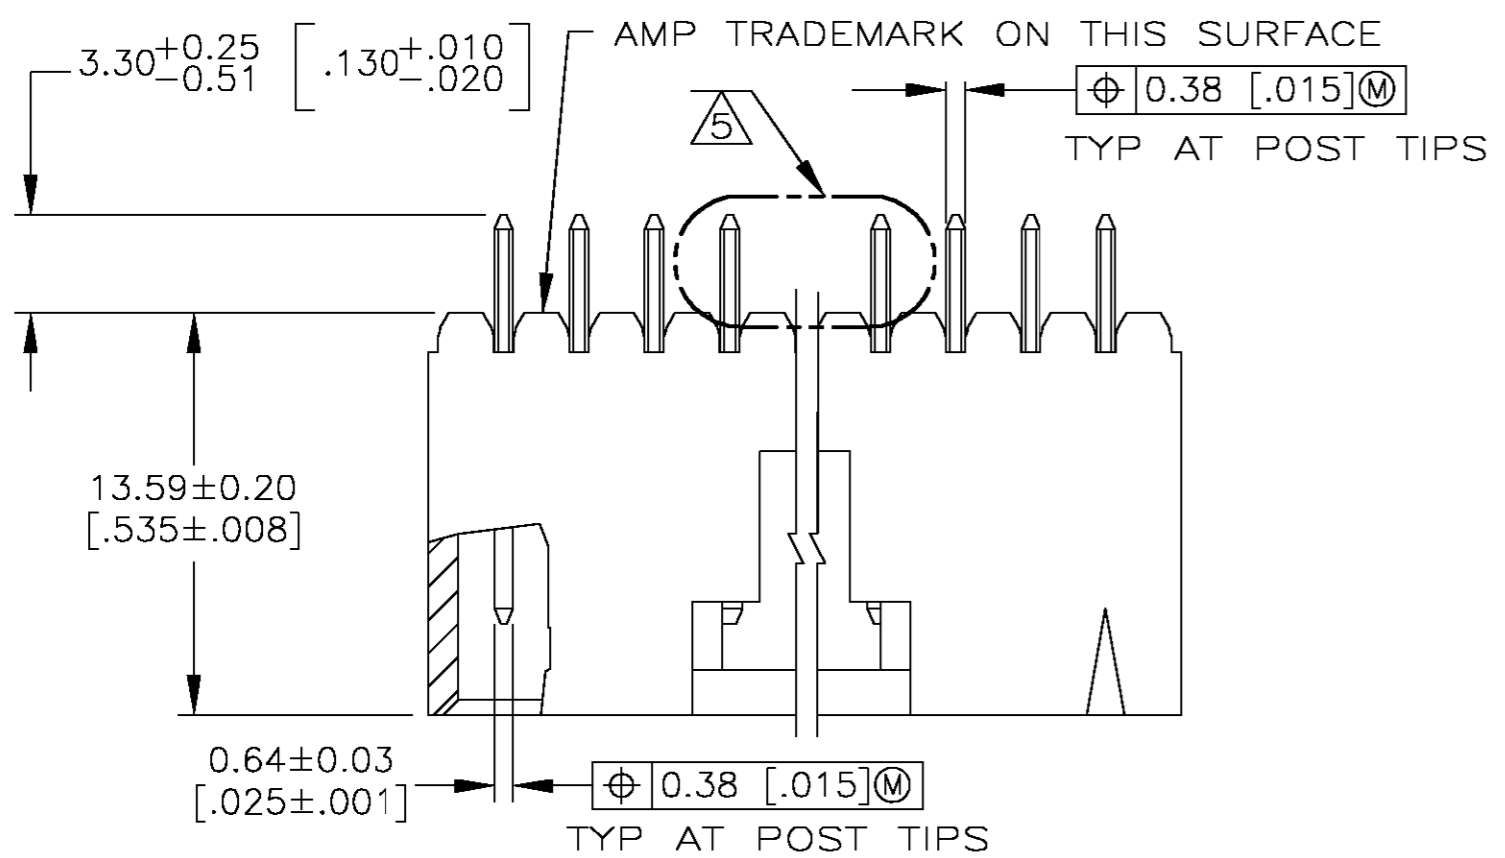 3.30+0.25
-0.51 [.130+.010
-.020]
AMP TRADEMARK ON THIS SURFACE
⌖ 0.38 [.015]Ⓜ
TYP AT POST TIPS
5
13.59±0.20
[.535±.008]
0.64±0.03
[.025±.001]
⌖ 0.38 [.015]Ⓜ
TYP AT POST TIPS